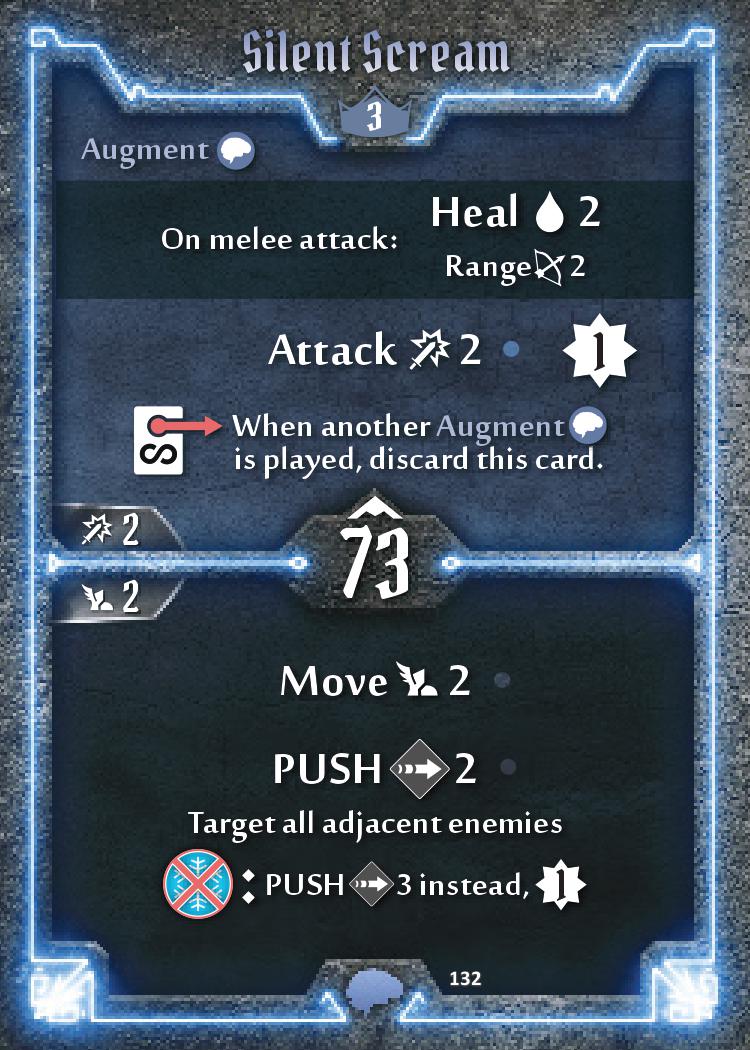 Silent Scream
3
Augment
On melee attack:
Heal 2
Range 2
Attack 2
1
When another Augment
is played, discard this card.
2
73
2
Move 2
PUSH 2
Target all adjacent enemies
: PUSH 3 instead, 1
132